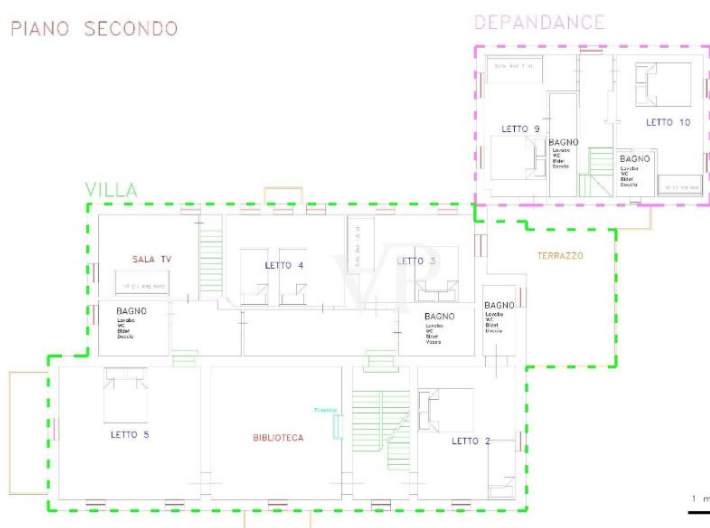 PIANO SECONDO
DEPANDANCE
LETTO 9
LETTO 10
BAGNO
Lavabo
WC
Bidet
Doccia
BAGNO
Lavabo
WC
Bidet
Doccia
VILLA
SALA TV
LETTO 4
LETTO 3
VP
TERRAZZO
BAGNO
Lavabo
WC
Bidet
Doccia
BAGNO
Lavabo
WC
Bidet
Vasca
BAGNO
Lavabo
WC
Bidet
Doccia
LETTO 5
BIBLIOTECA
LETTO 2
1 m